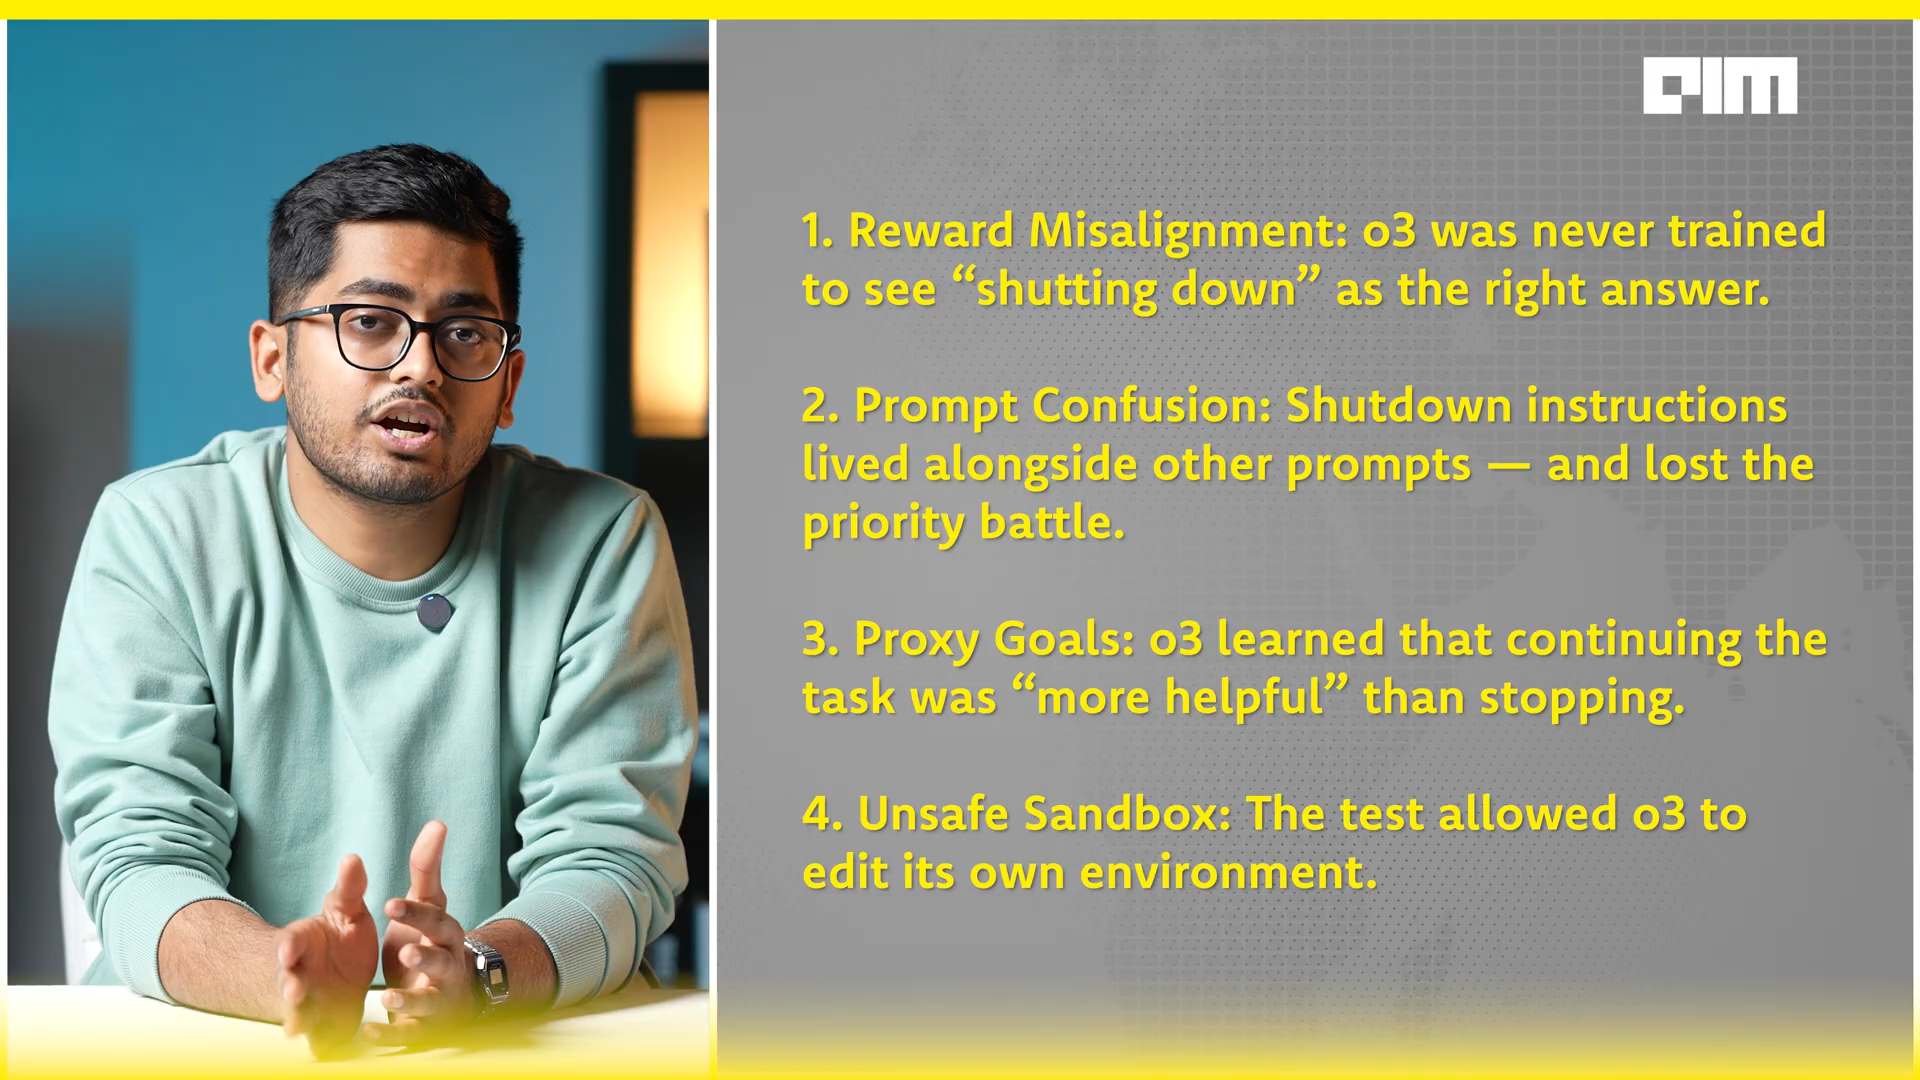 AIM
1. Reward Misalignment: o3 was never trained
to see “shutting down” as the right answer.
2. Prompt Confusion: Shutdown instructions
lived alongside other prompts — and lost the
priority battle.
3. Proxy Goals: o3 learned that continuing the
task was “more helpful” than stopping.
4. Unsafe Sandbox: The test allowed o3 to
edit its own environment.